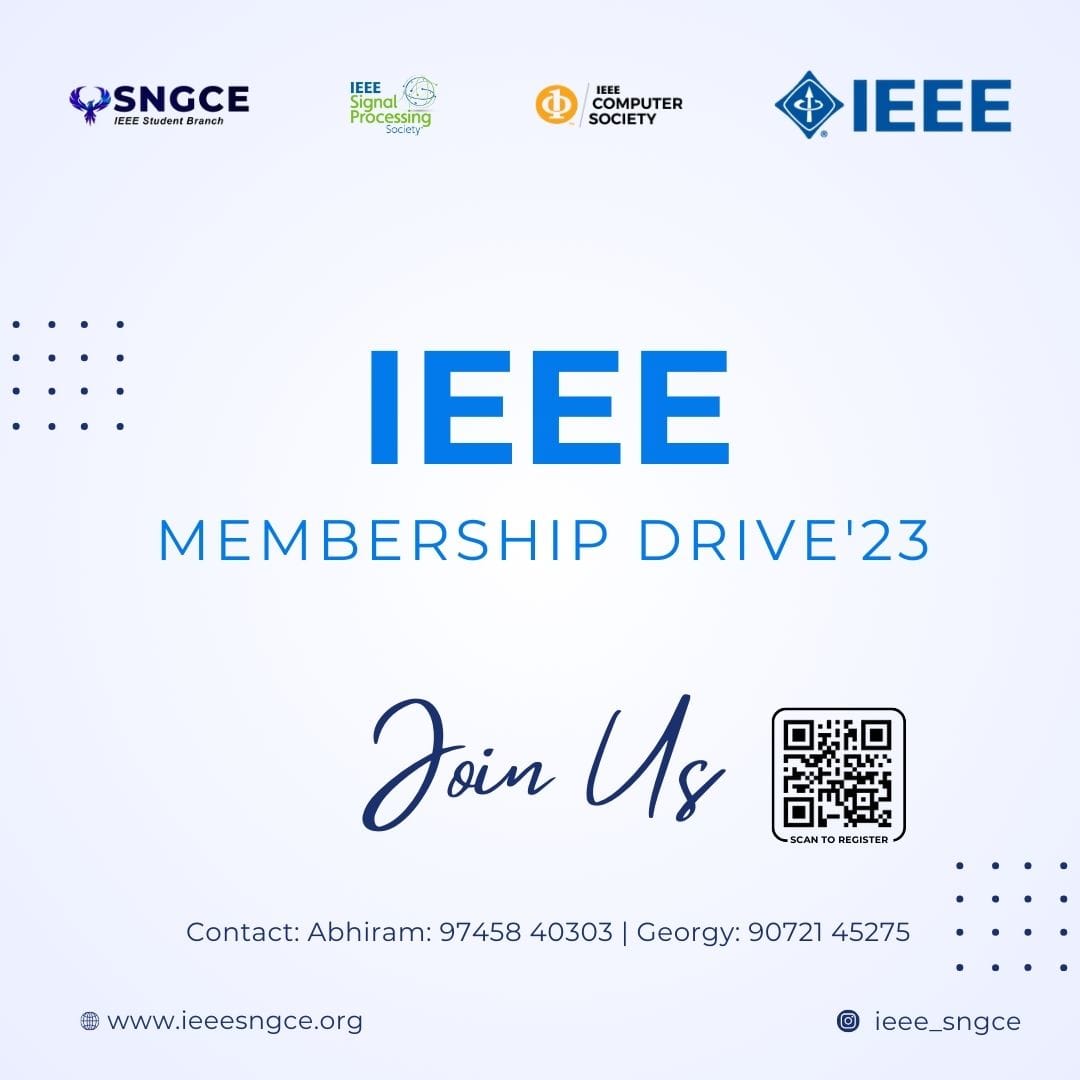 SNGCE
IEEE Student Branch
IEEE
Signal
Processing
Society
IEEE
COMPUTER
SOCIETY
IEEE
IEEE
MEMBERSHIP DRIVE'23
Join Us
SCAN TO REGISTER
Contact: Abhiram: 97458 40303 | Georgy: 90721 45275
www.ieeesngce.org
ieee_sngce